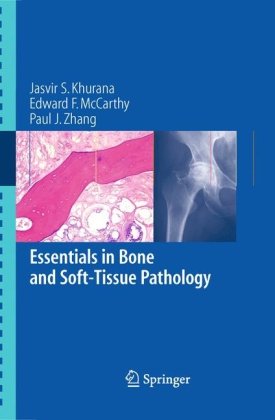 Jasvir S. Khurana
Edward F. McCarthy
Paul J. Zhang
Essentials in Bone
and Soft-Tissue Pathology
Springer